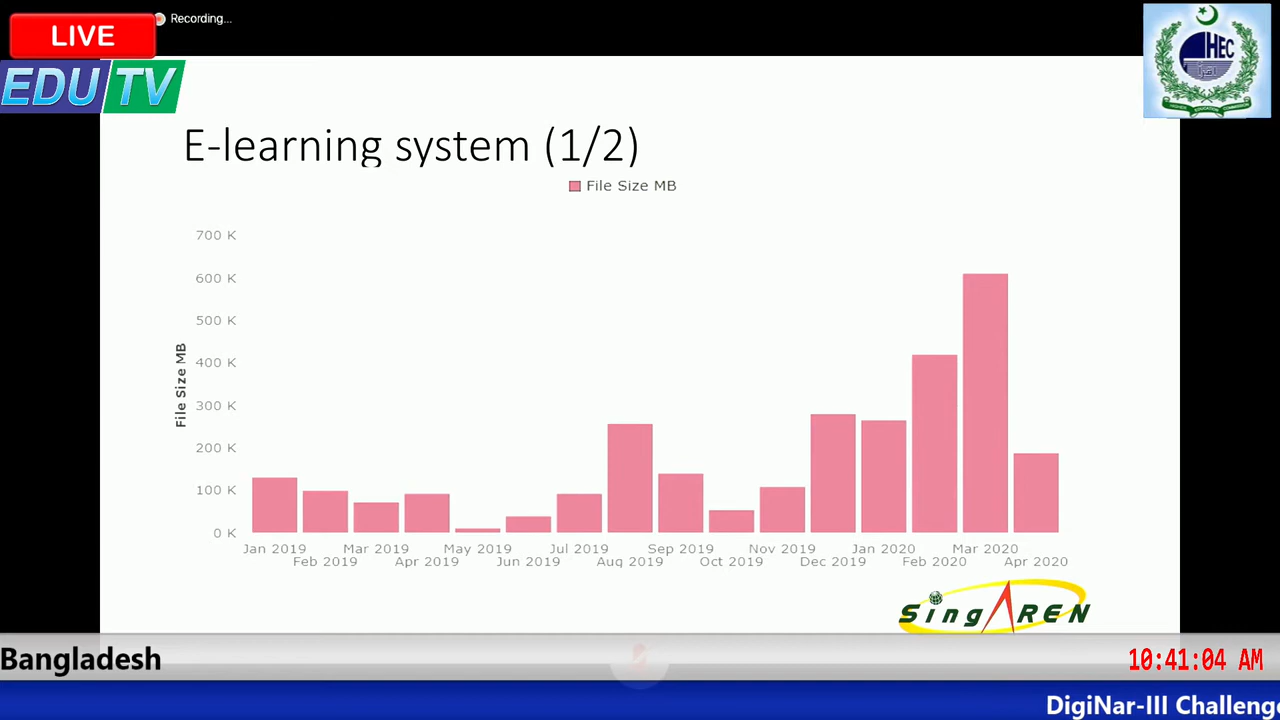 Recording...
LIVE
EDU TV
HEC
E-learning system (1/2)
File Size MB
700 K
600 K
500 K
400 K
300 K
200 K
100 K
0 K
File Size MB
Jan 2019
Feb 2019
Mar 2019
Apr 2019
May 2019
Jun 2019
Jul 2019
Aug 2019
Sep 2019
Oct 2019
Nov 2019
Dec 2019
Jan 2020
Feb 2020
Mar 2020
Apr 2020
SingAREN
Bangladesh
10:41:04 AM
DigiNar-III Challenge